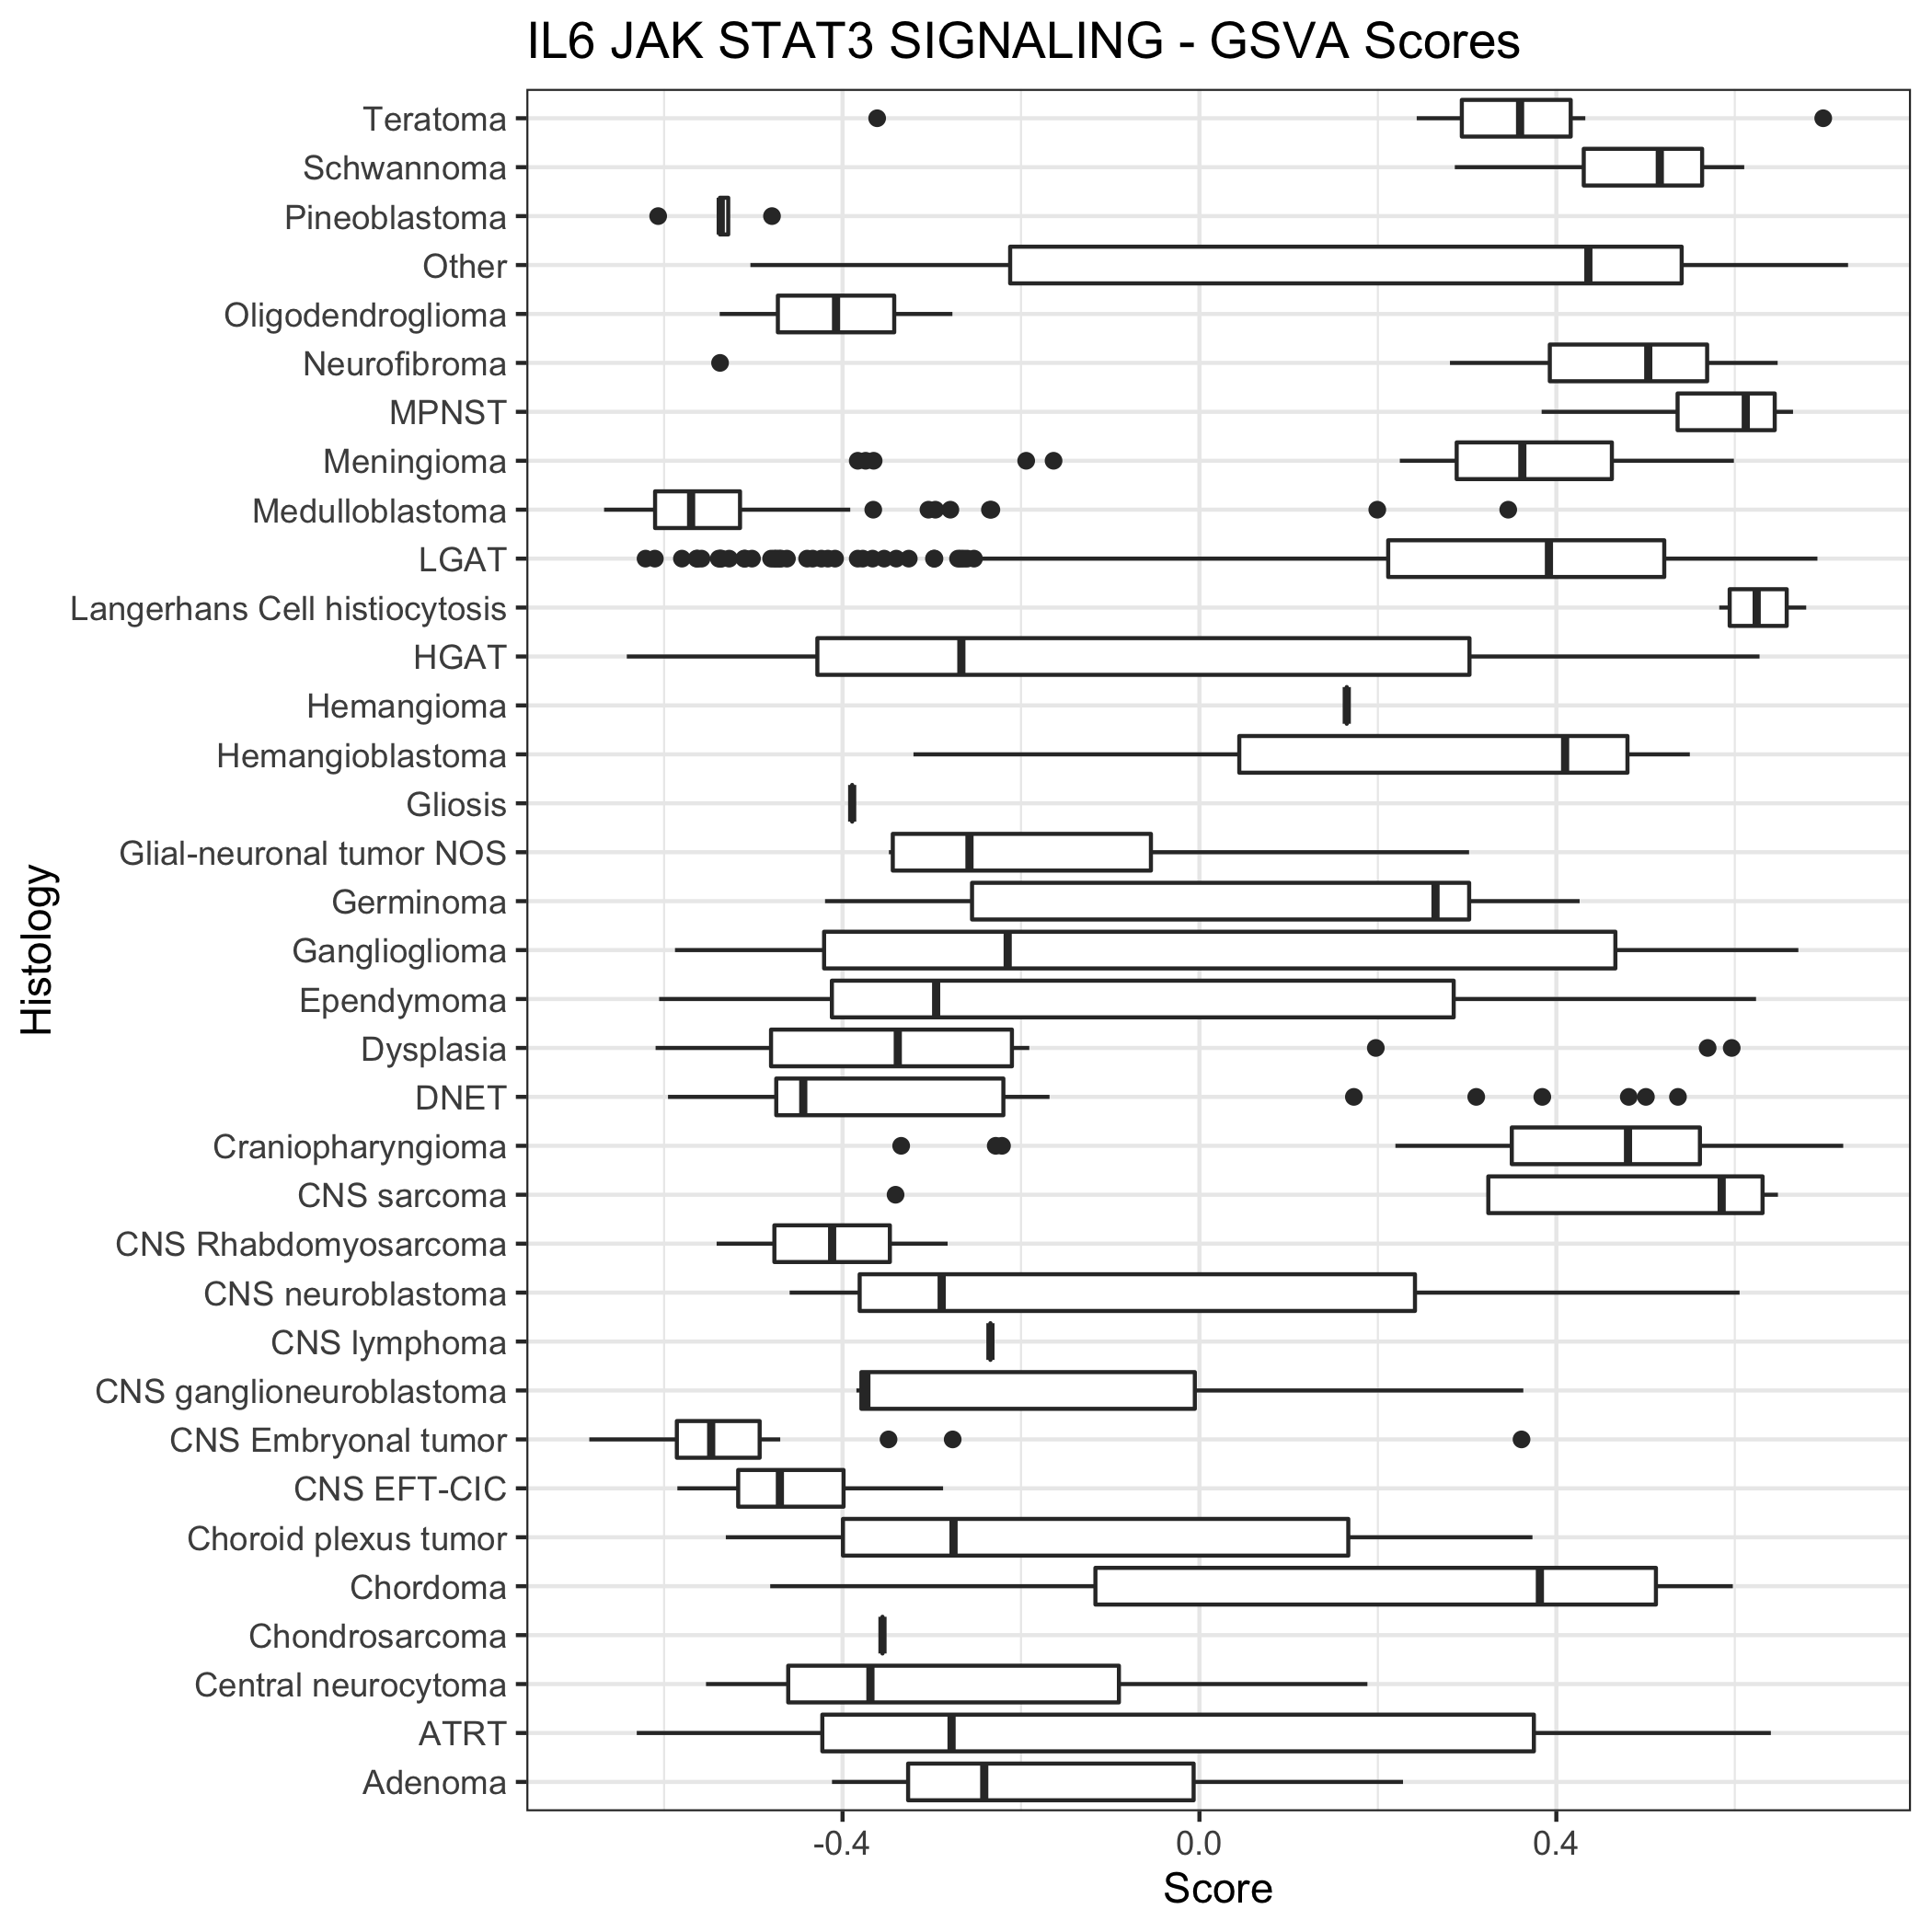 IL6 JAK STAT3 SIGNALING - GSVA Scores
Teratoma
Schwannoma
Pineoblastoma
Other
Oligodendroglioma
Neurofibroma
MPNST
Meningioma
Medulloblastoma
LGAT
Langerhans Cell histiocytosis
HGAT
Hemangioma
Hemangioblastoma
Gliosis
Glial-neuronal tumor NOS
Germinoma
Ganglioglioma
Ependymoma
Dysplasia
DNET
Craniopharyngioma
CNS sarcoma
CNS Rhabdomyosarcoma
CNS neuroblastoma
CNS lymphoma
CNS ganglioneuroblastoma
CNS Embryonal tumor
CNS EFT-CIC
Choroid plexus tumor
Chordoma
Chondrosarcoma
Central neurocytoma
ATRT
Adenoma
Histology
-0.4 0.0 0.4
Score